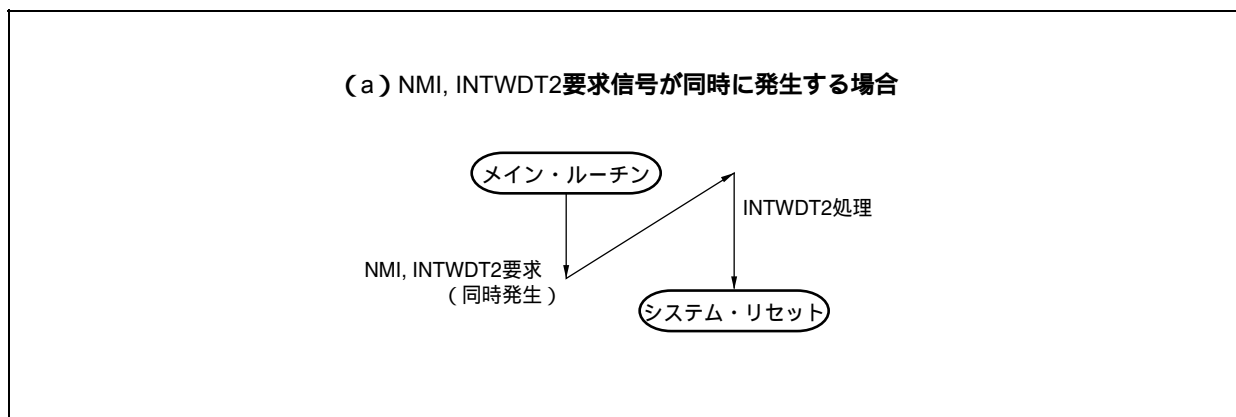 (a) NMI, INTWDT2要求信号が同時に発生する場合
メイン・ルーチン
INTWDT2処理
NMI, INTWDT2要求
(同時発生)
システム・リセット